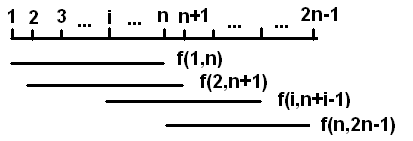 1 2 3 ... i ... n n+1 ... ... 2n-1
f(1,n)
f(2,n+1)
f(i,n+i-1)
f(n,2n-1)